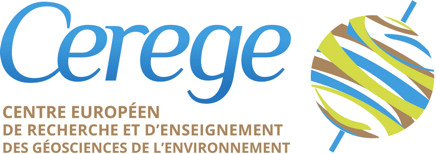 Cerege
CENTRE EUROPÉEN
DE RECHERCHE ET D'ENSEIGNEMENT
DES GÉOSCIENCES DE L'ENVIRONNEMENT